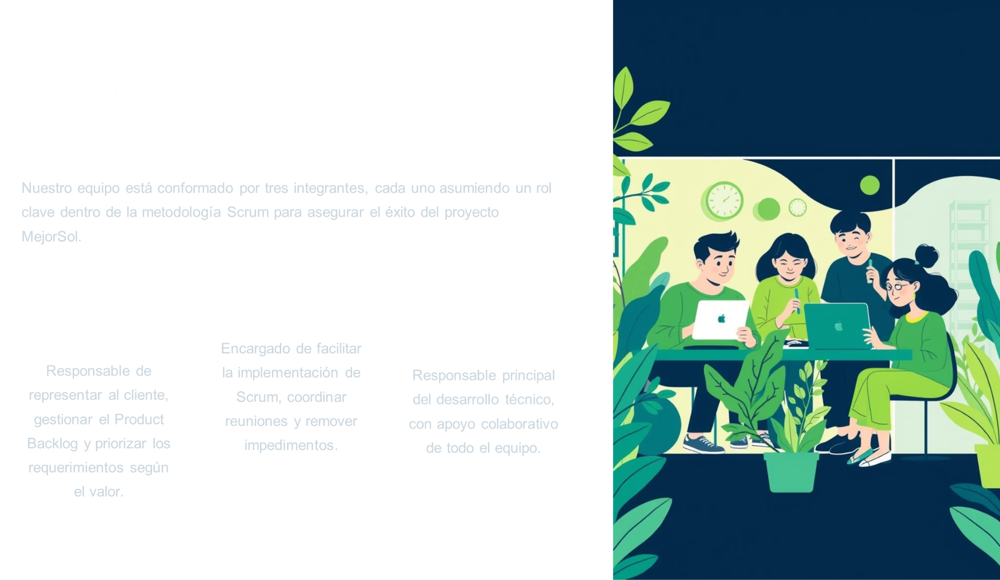 Nuestro equipo está conformado por tres integrantes, cada uno asumiendo un rol
clave dentro de la metodología Scrum para asegurar el éxito del proyecto
MejorSol.
Responsable de
representar al cliente,
gestionar el Product
Backlog y priorizar los
requerimientos según
el valor.
Encargado de facilitar
la implementación de
Scrum, coordinar
reuniones y remover
impedimentos.
Responsable principal
del desarrollo técnico,
con apoyo colaborativo
de todo el equipo.